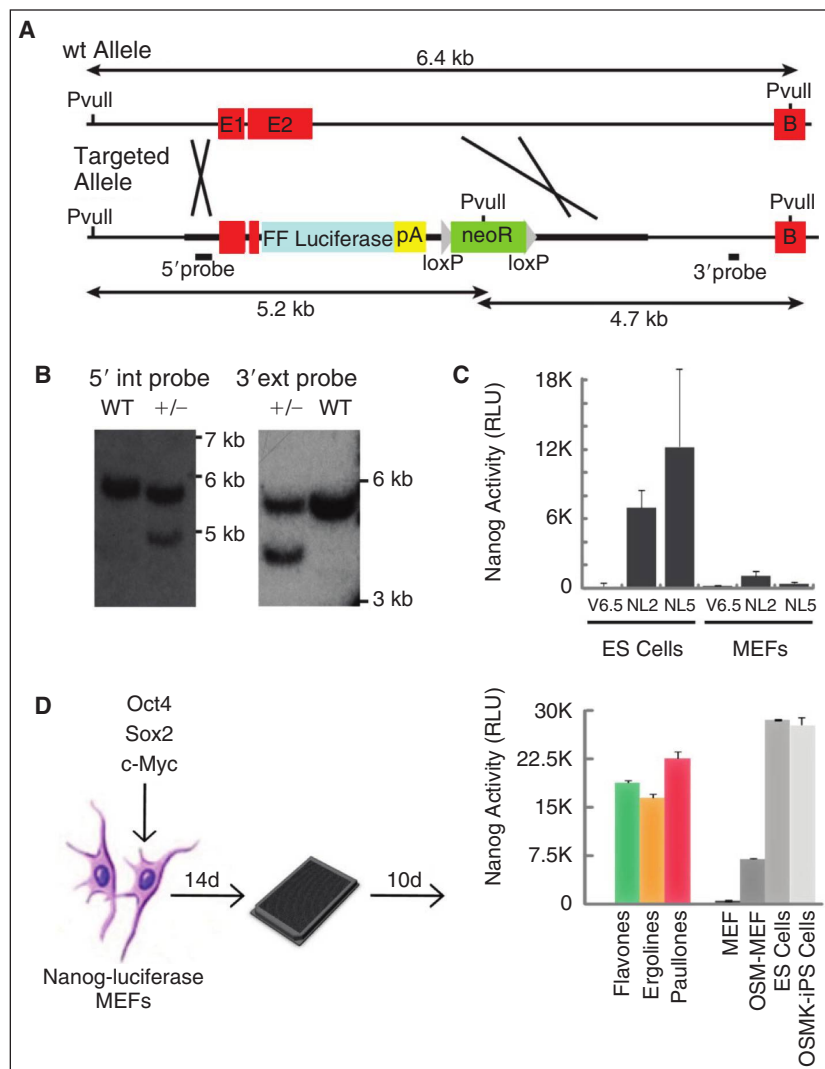 A
wt Allele
6.4 kb
PvuII
PvuII
E1
E2
B
Targeted
Allele
PvuII
PvuII
FF Luciferase
pA
neoR
B
5′probe
loxP
loxP
3′probe
5.2 kb
4.7 kb
B
5′ int probe
3′ext probe
WT
+/–
+/–
WT
7 kb
6 kb
5 kb
6 kb
3 kb
C
Nanog Activity (RLU)
18K
12K
6K
0
V6.5 NL2 NL5
V6.5 NL2 NL5
ES Cells
MEFs
D
Oct4
Sox2
c-Myc
14d
10d
Nanog-luciferase
MEFs
Nanog Activity (RLU)
30K
22.5K
15K
7.5K
0
Flavones
Ergolines
Paullones
MEF
OSM-MEF
ES Cells
OSMK-iPS Cells